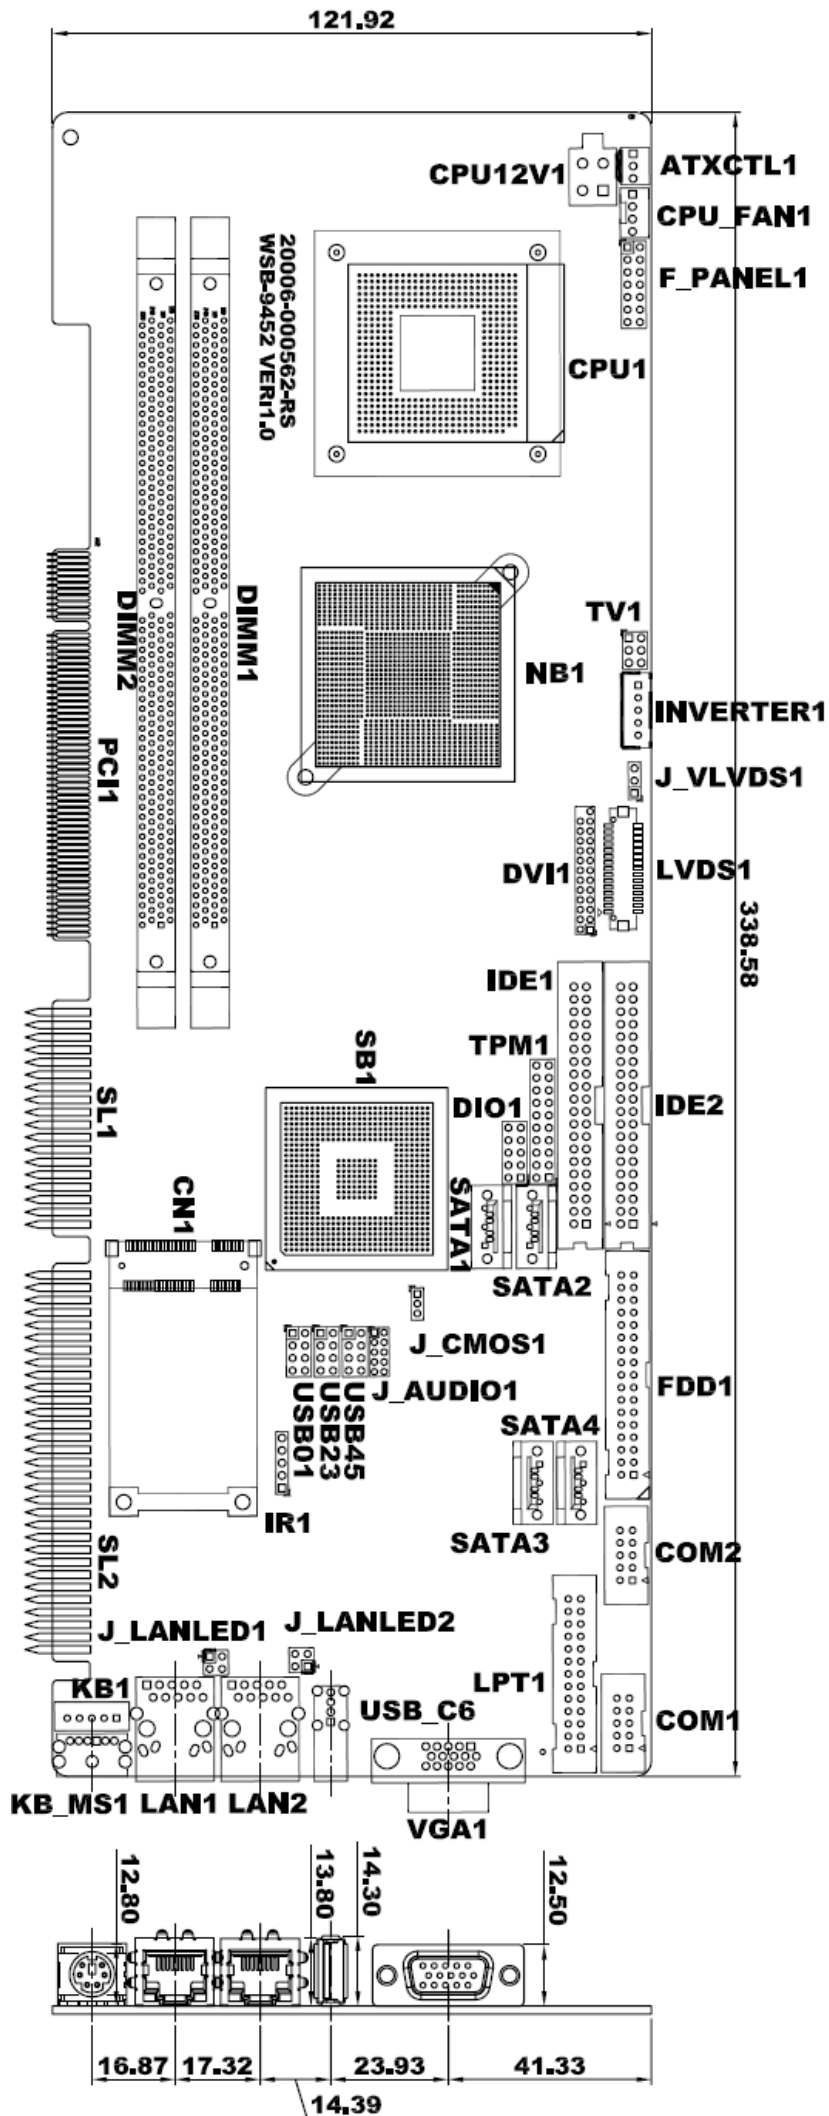 121.92
CPU12V1
ATXCTL1
CPU_FAN1
F_PANEL1
20006-000562-RS
WSB-9452 VER:1.0
CPU1
DIMM2
DIMM1
TV1
NB1
INVERTER1
PCI1
J_VLVDS1
DVI1
LVDS1
338.58
IDE1
TPM1
SB1
DIO1
IDE2
SL1
CN1
SATA1
SATA2
J_CMOS1
J_AUDIO1
FDD1
USB01
USB23
USB45
SATA4
IR1
SATA3
COM2
SL2
J_LANLED1
J_LANLED2
KB1
LPT1
USB_C6
COM1
KB_MS1
LAN1
LAN2
VGA1
12.80
13.80
14.30
12.50
16.87
17.32
23.93
41.33
14.39